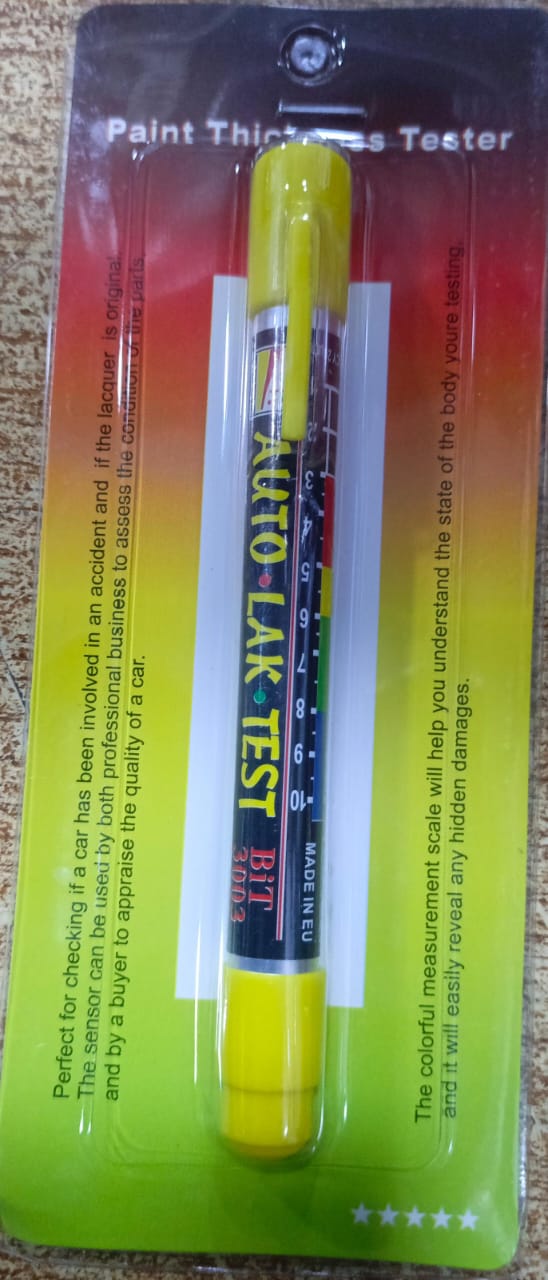 Paint Thickness Tester
Perfect for checking if a car has been involved in an accident and if the lacquer is original.
The sensor can be used by both professional business to assess the condition of the parts,
and by a buyer to appraise the quality of a car.
AUTO•LAK•TEST
BiT
3003
2
3
4
5
6
7
8
9
10
MADE IN EU
The colorful measurement scale will help you understand the state of the body youre testing,
and it will easily reveal any hidden damages.